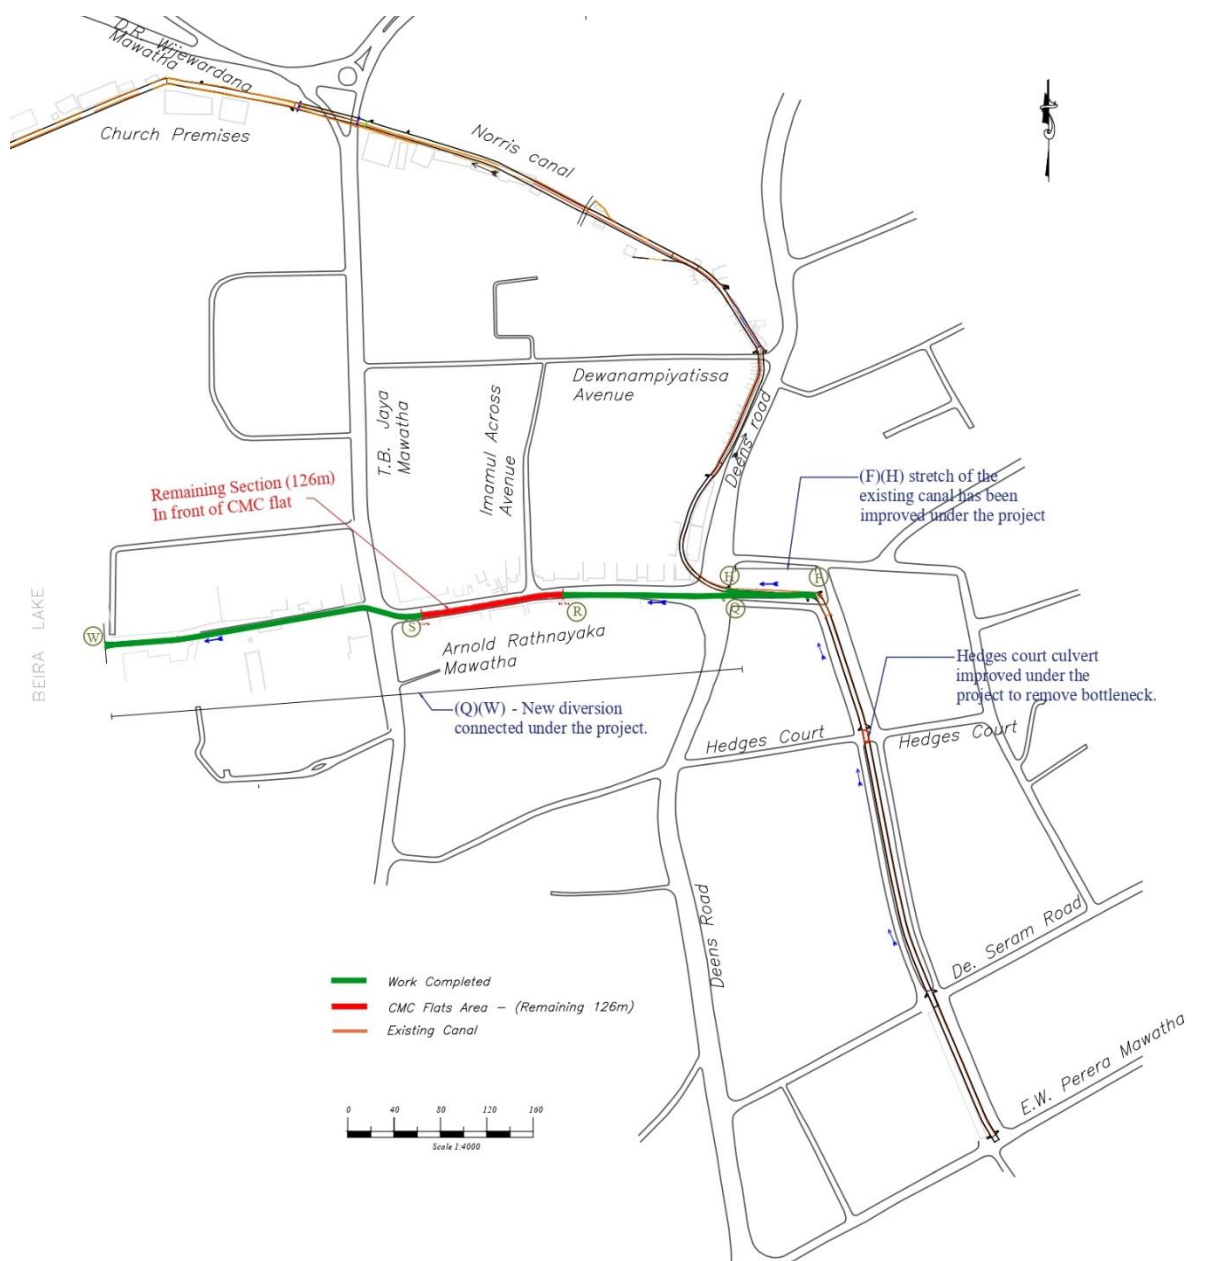 D.R. Wijewardana
Mawatha
Church Premises
Norris canal
Dewanampiyatissa
Avenue
Deens road
T.B. Jaya
Mawatha
Imamul Across
Avenue
Remaining Section (126m)
In front of CMC flat
(F)(H) stretch of the
existing canal has been
improved under the project
H
F
W
S
R
Q
BEIRA LAKE
Arnold Rathnayaka
Mawatha
Hedges court culvert
improved under the
project to remove bottleneck.
(Q)(W) - New diversion
connected under the project.
Hedges Court
Hedges Court
Deens Road
De. Seram Road
E.W. Perera Mawatha
Work Completed
CMC Flats Area - (Remaining 126m)
Existing Canal
0 40 80 120 160
Scale 1:4000